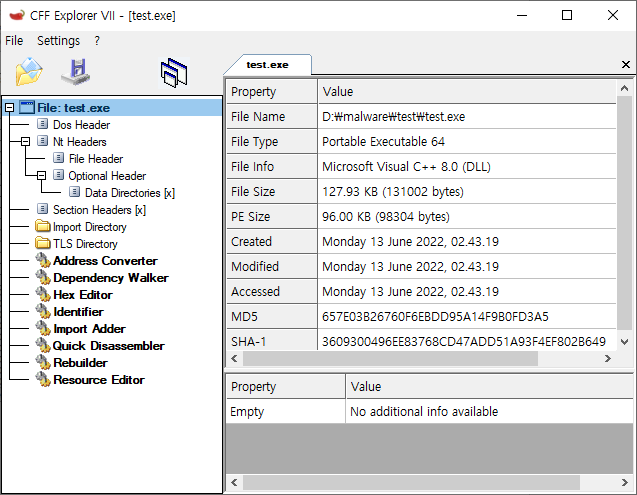 CFF Explorer VII - [test.exe]
File Settings ?
test.exe
File: test.exe
Dos Header
Nt Headers
File Header
Optional Header
Data Directories [x]
Section Headers [x]
Import Directory
TLS Directory
Address Converter
Dependency Walker
Hex Editor
Identifier
Import Adder
Quick Disassembler
Rebuilder
Resource Editor
Property Value
File Name D:₩malware₩test₩test.exe
File Type Portable Executable 64
File Info Microsoft Visual C++ 8.0 (DLL)
File Size 127.93 KB (131002 bytes)
PE Size 96.00 KB (98304 bytes)
Created Monday 13 June 2022, 02.43.19
Modified Monday 13 June 2022, 02.43.19
Accessed Monday 13 June 2022, 02.43.19
MD5 657E03B26760F6EBDD95A14F9B0FD3A5
SHA-1 3609300496EE83768CD47ADD51A93F4EF802B649
Property Value
Empty No additional info available